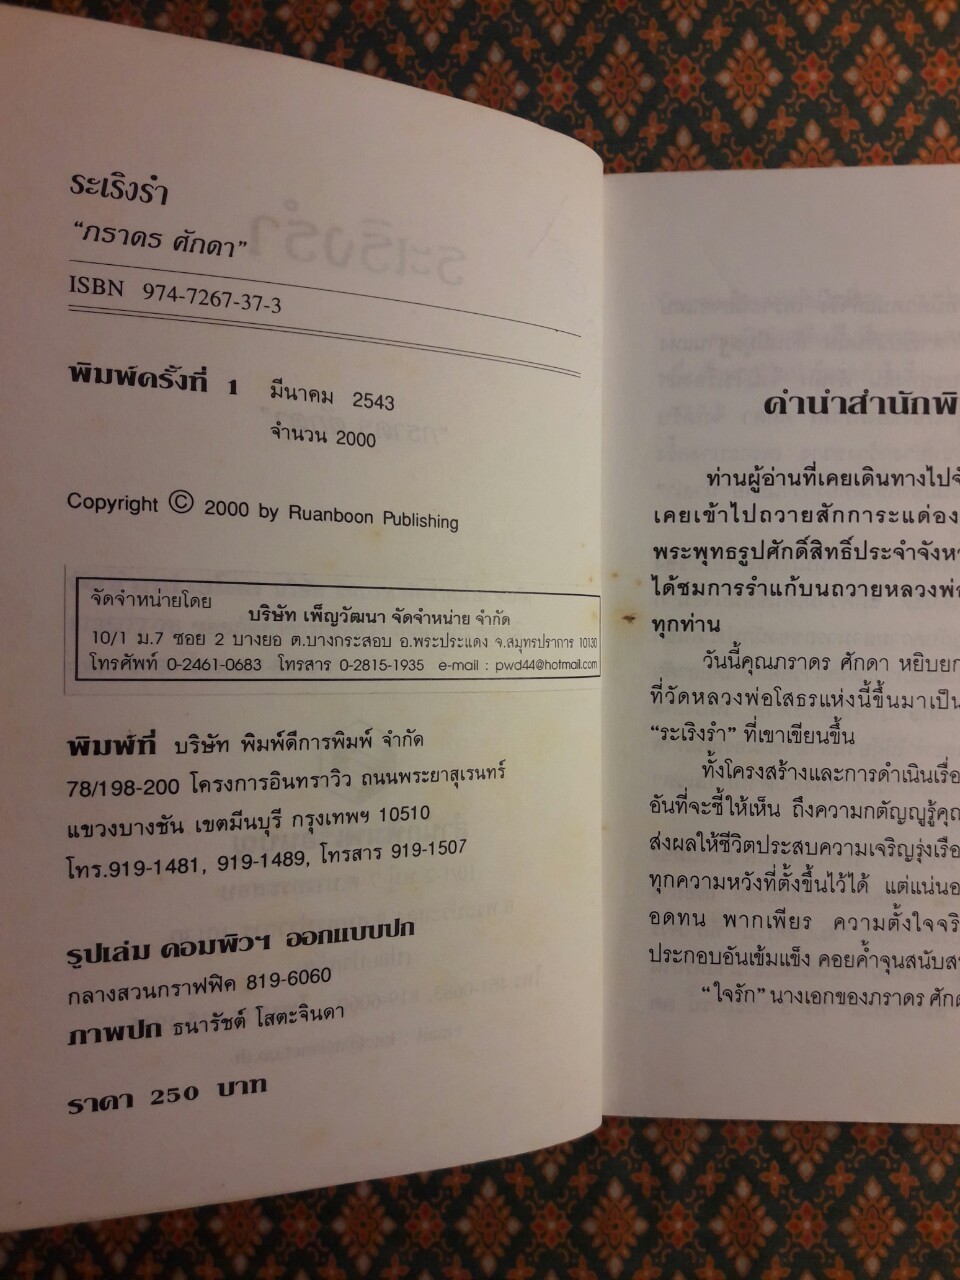 ระเริงรำ
“ภราดร ศักดา”
ISBN 974-7267-37-3
พิมพ์ครั้งที่ 1 มีนาคม 2543
จำนวน 2000
Copyright © 2000 by Ruanboon Publishing
จัดจำหน่ายโดย
บริษัท เพ็ญวัฒนา จัดจำหน่าย จำกัด
10/1 ม.7 ซอย 2 บางยอ ต.บางกระสอบ อ.พระประแดง จ.สมุทรปราการ 10130
โทรศัพท์ 0-2461-0683 โทรสาร 0-2815-1935 e-mail : pwd44@hotmail.com
พิมพ์ที่ บริษัท พิมพ์ดีการพิมพ์ จำกัด
78/198-200 โครงการอินทราวิว ถนนพระยาสุเรนทร์
แขวงบางชัน เขตมีนบุรี กรุงเทพฯ 10510
โทร.919-1481, 919-1489, โทรสาร 919-1507
รูปเล่ม คอมพิวฯ ออกแบบปก
กลางสวนกราฟฟิค 819-6060
ภาพปก ธนารัชต์ โสตะจินดา
ราคา 250 บาท
คำนำสำนักพิ
ท่านผู้อ่านที่เคยเดินทางไปจั
เคยเข้าไปถวายสักการะแด่อง
พระพุทธรูปศักดิ์สิทธิ์ประจำจังห
ได้ชมการรำแก้บนถวายหลวงพ่อ
ทุกท่าน
วันนี้คุณภราดร ศักดา หยิบยก
ที่วัดหลวงพ่อโสธรแห่งนี้ขึ้นมาเป็น
“ระเริงรำ” ที่เขาเขียนขึ้น
ทั้งโครงสร้างและการดำเนินเรื่อ
อันที่จะชี้ให้เห็น ถึงความกตัญญูรู้คุณ
ส่งผลให้ชีวิตประสบความเจริญรุ่งเรือ
ทุกความหวังที่ตั้งขึ้นไว้ได้ แต่แน่นอ
อดทน พากเพียร ความตั้งใจจริ
ประกอบอันเข้มแข็ง คอยค้ำจุนสนับส
“ใจรัก” นางเอกของภราดร ศักด